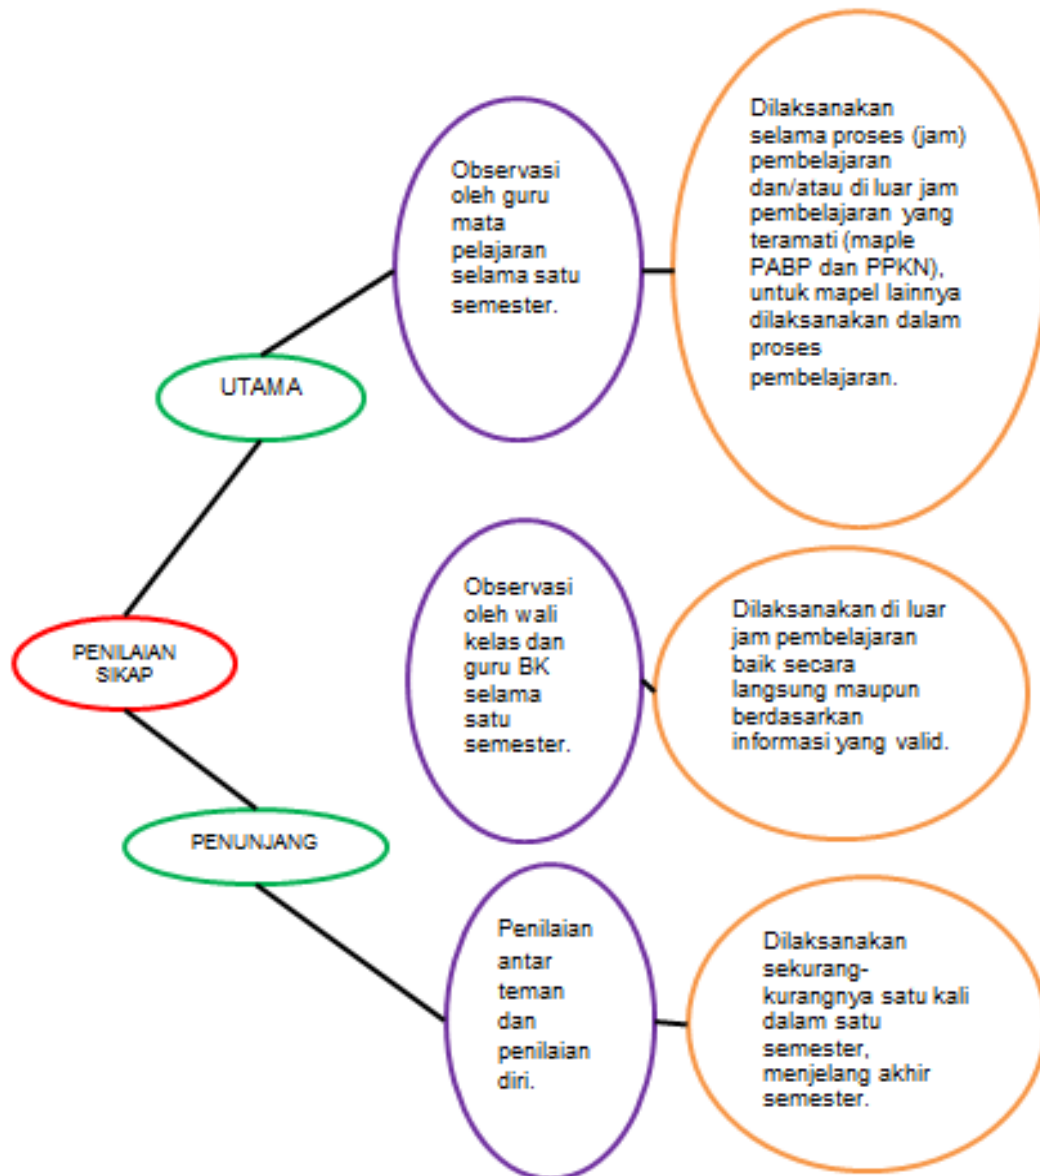 Observasi
oleh guru
mata
pelajaran
selama satu
semester.
Dilaksanakan
selama proses (jam)
pembelajaran
dan/atau di luar jam
pembelajaran yang
teramati (maple
PABP dan PPKN),
untuk mapel lainnya
dilaksanakan dalam
proses
pembelajaran.
UTAMA
Observasi
oleh wali
kelas dan
guru BK
selama
satu
semester.
Dilaksanakan di luar
jam pembelajaran
baik secara
langsung maupun
berdasarkan
informasi yang valid.
PENILAIAN
SIKAP
PENUNJANG
Penilaian
antar
teman
dan
penilaian
diri.
Dilaksanakan
sekurang-
kurangnya satu kali
dalam satu
semester,
menjelang akhir
semester.